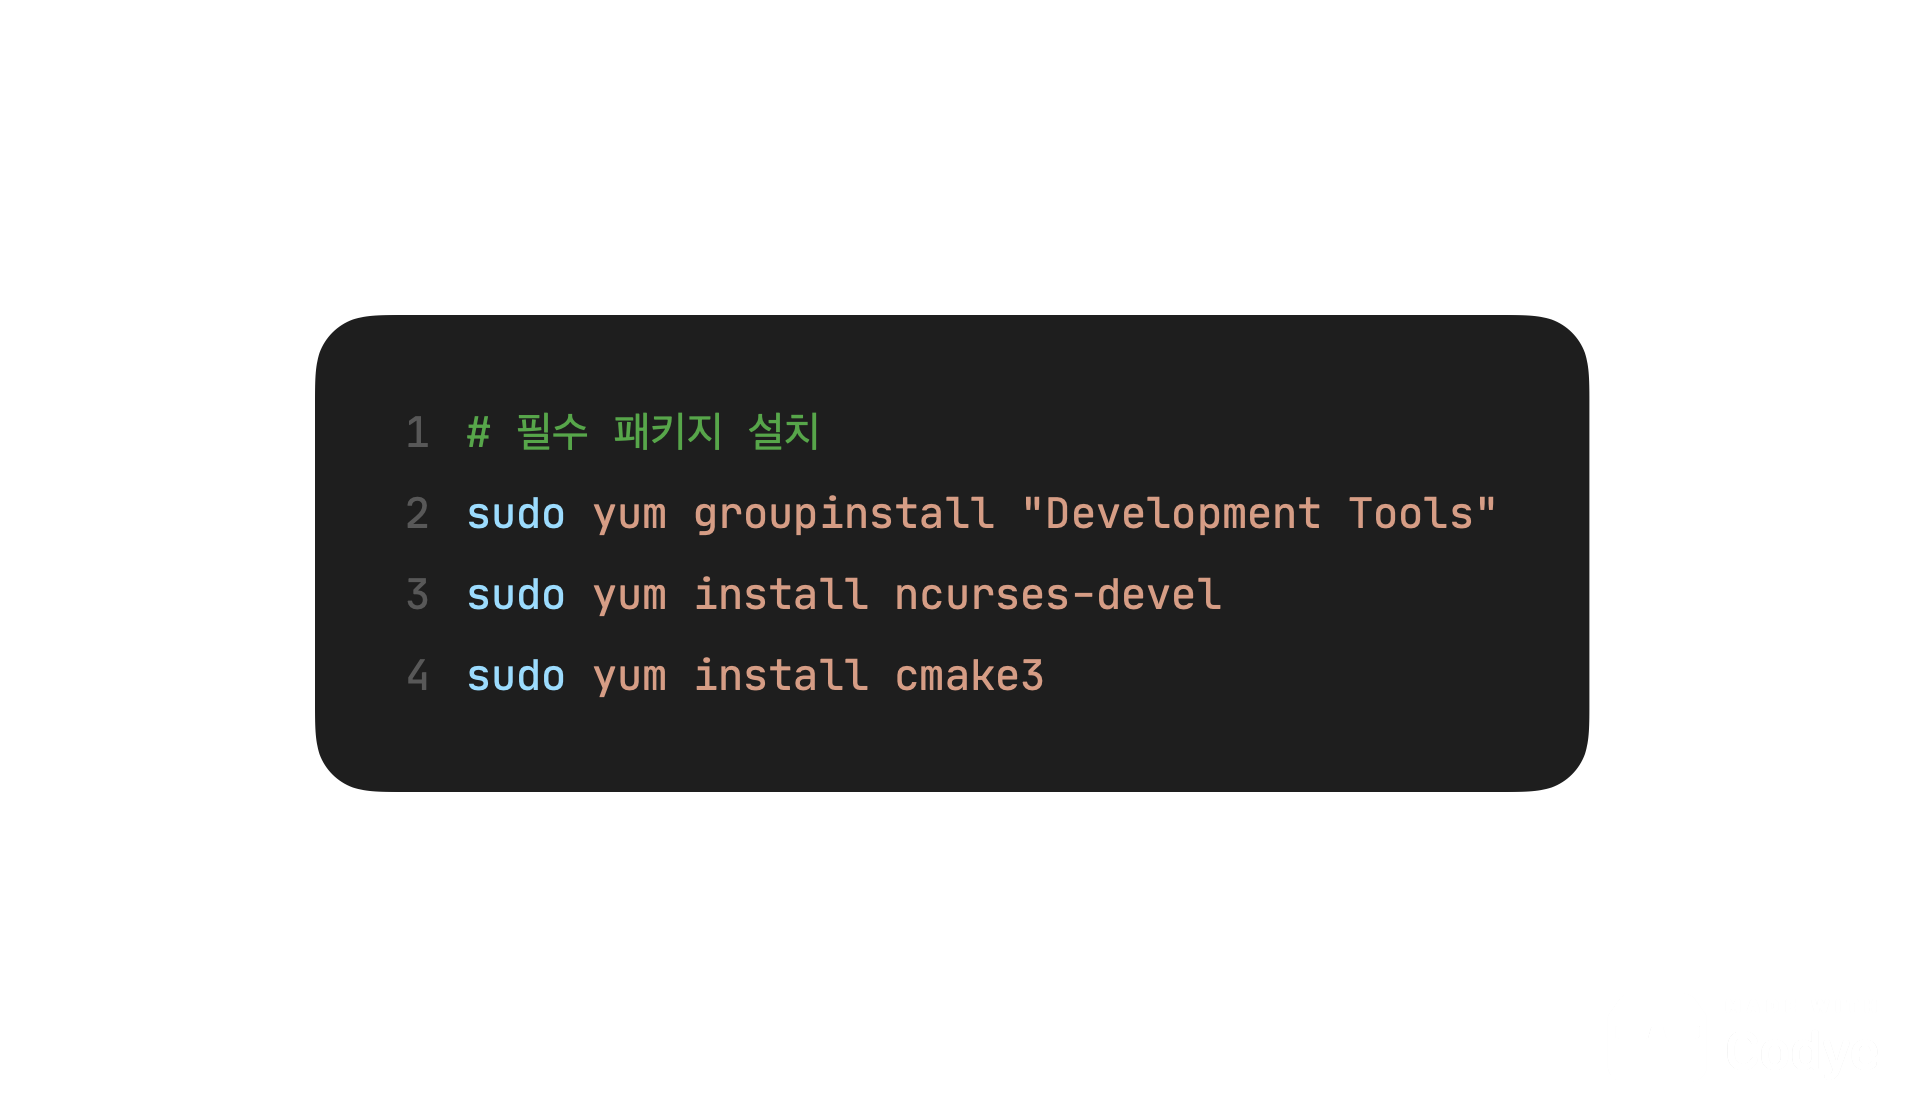 1 # 필수 패키지 설치
2 sudo yum groupinstall "Development Tools"
3 sudo yum install ncurses-devel
4 sudo yum install cmake3